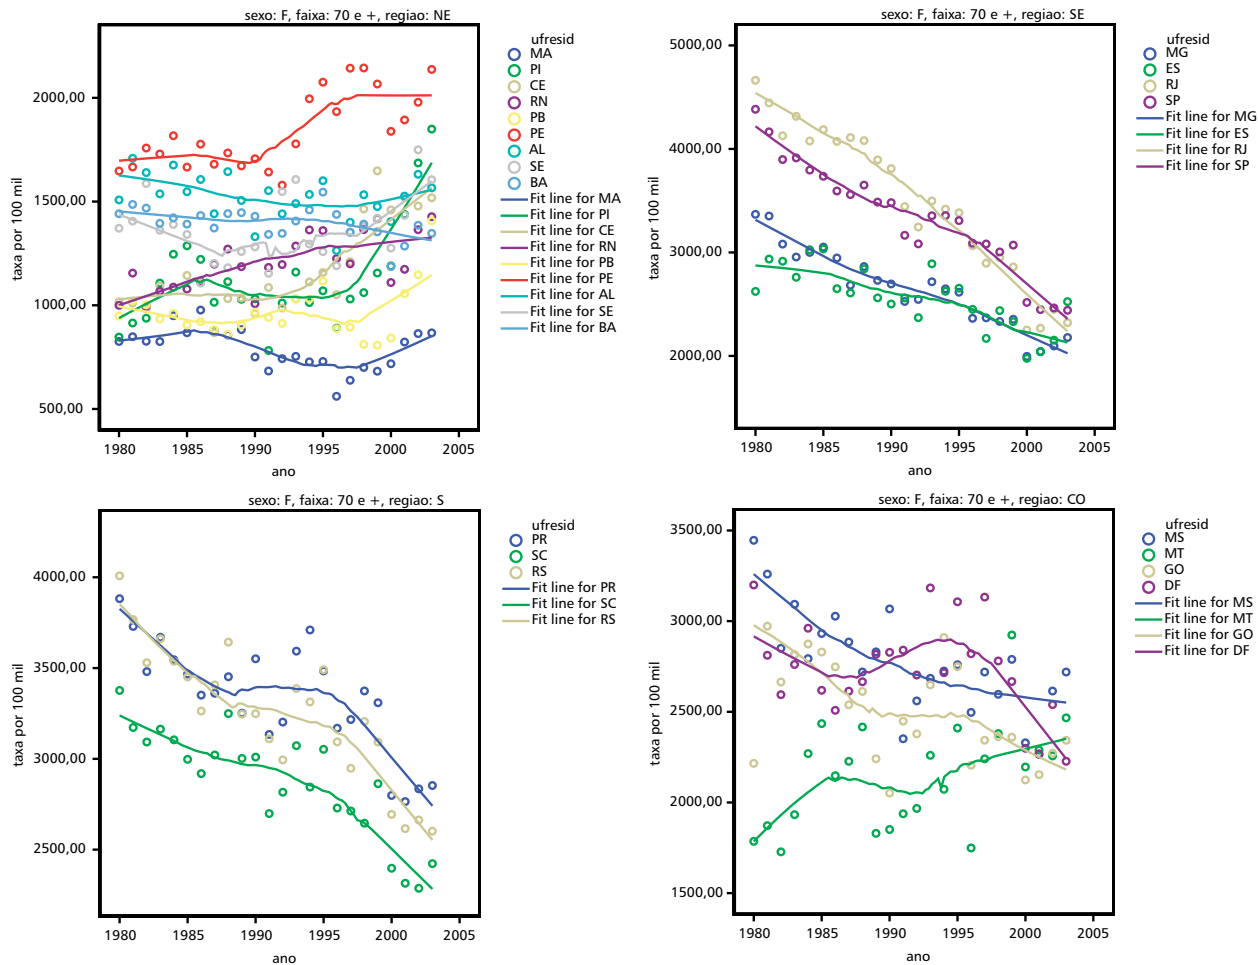 sexo: F, faixa: 70 e +, regiao: NE
taxa por 100 mil
2000,00
1500,00
1000,00
500,00
1980
1985
1990
1995
2000
2005
ano
ufresid
MA
PI
CE
RN
PB
PE
AL
SE
BA
Fit line for MA
Fit line for PI
Fit line for CE
Fit line for RN
Fit line for PB
Fit line for PE
Fit line for AL
Fit line for SE
Fit line for BA
sexo: F, faixa: 70 e +, regiao: SE
taxa por 100 mil
5000,00
4000,00
3000,00
2000,00
1980
1985
1990
1995
2000
2005
ano
ufresid
MG
ES
RJ
SP
Fit line for MG
Fit line for ES
Fit line for RJ
Fit line for SP
sexo: F, faixa: 70 e +, regiao: S
taxa por 100 mil
4000,00
3500,00
3000,00
2500,00
1980
1985
1990
1995
2000
2005
ano
ufresid
PR
SC
RS
Fit line for PR
Fit line for SC
Fit line for RS
sexo: F, faixa: 70 e +, regiao: CO
taxa por 100 mil
3500,00
3000,00
2500,00
2000,00
1500,00
1980
1985
1990
1995
2000
2005
ano
ufresid
MS
MT
GO
DF
Fit line for MS
Fit line for MT
Fit line for GO
Fit line for DF